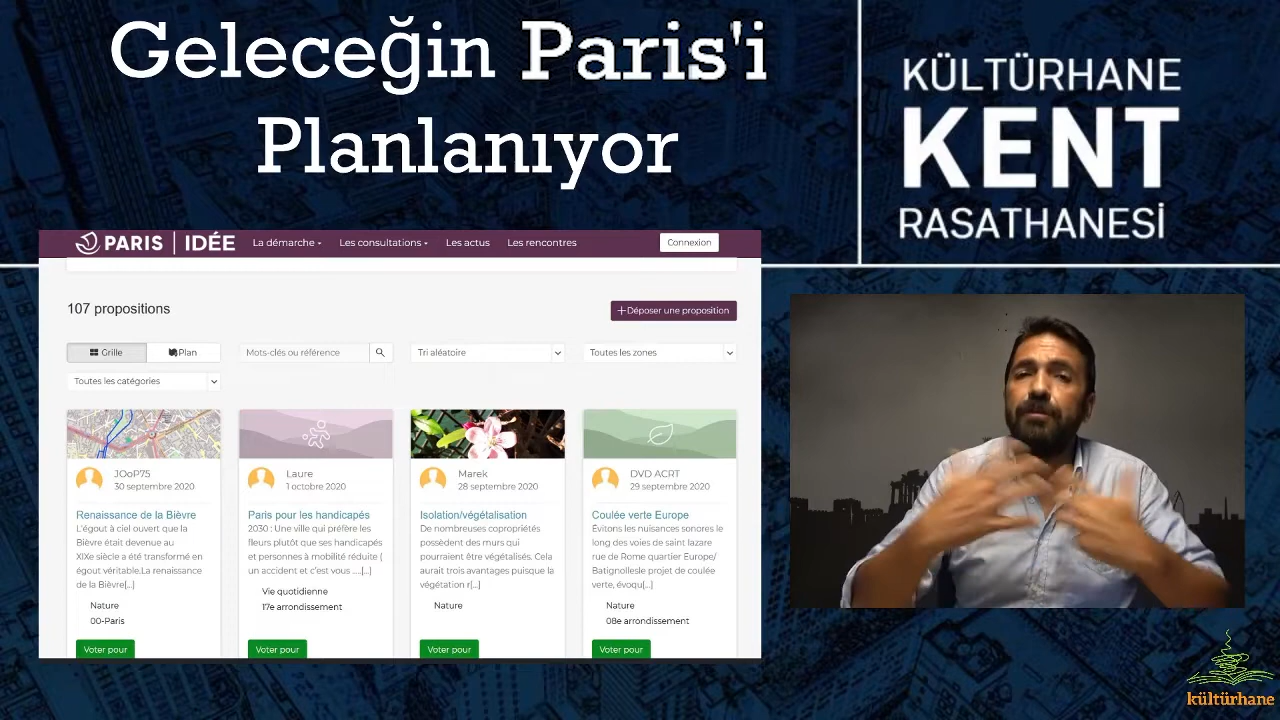 Geleceğin Paris'i
Planlanıyor
KÜLTÜRHANE
KENT
RASATHANESİ
PARIS | IDÉE
La démarche
Les consultations
Les actus
Les rencontres
Connexion
107 propositions
+Déposer une proposition
Grille
Plan
Mots-clés ou référence
Tri aléatoire
Toutes les zones
Toutes les catégories
JOoP75
30 septembre 2020
Renaissance de la Bièvre
L'égout à ciel ouvert que la
Bièvre était devenue au
XIXe siècle a été transformé en
égout véritable.La renaissance
de la Bièvre[...]
Nature
00-Paris
Voter pour
Laure
1 octobre 2020
Paris pour les handicapés
2030 : Une ville qui préfère les
fleurs plutôt que ses handicapés
et personnes à mobilité réduite (
un accident et c'est vous .....[...]
Vie quotidienne
17e arrondissement
Voter pour
Marek
28 septembre 2020
Isolation/végétalisation
De nombreuses copropriétés
possèdent des murs qui
pourraient être végétalisés. Cela
aurait trois avantages puisque la
végétation r[...]
Nature
Voter pour
DVD ACRT
29 septembre 2020
Coulée verte Europe
Évitons les nuisances sonores le
long des voies de saint lazare
rue de Rome quartier Europe/
Batignollesle projet de coulée
verte, évoqu[...]
Nature
08e arrondissement
Voter pour
kültürhane